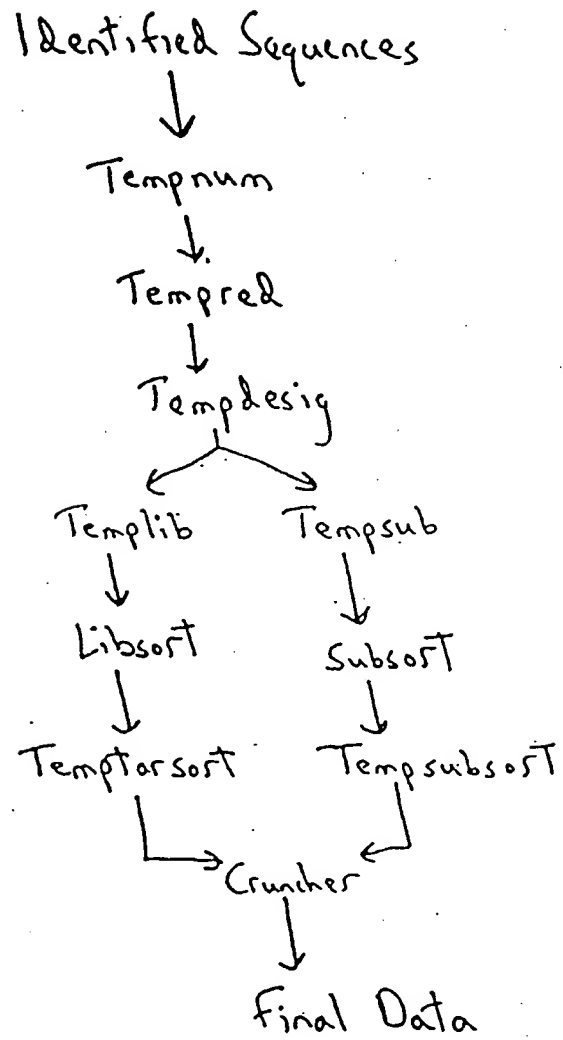 Identified Sequences
Tempnum
Tempred
Tempdesig
Templib Tempsub
Libsort Subsort
Temptarsort Tempsubsort
Cruncher
Final Data